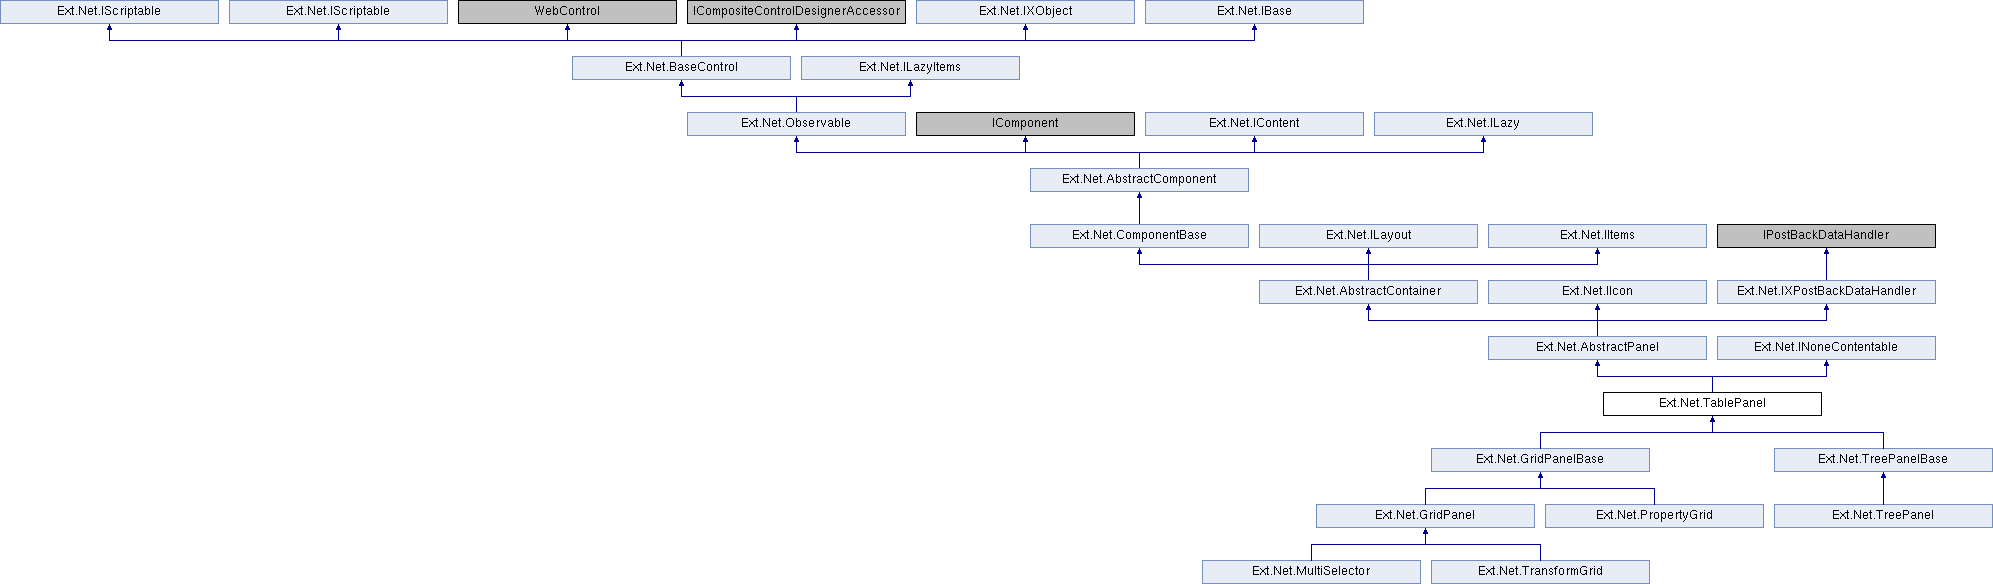 Ext.Net.IScriptable
Ext.Net.IScriptable
WebControl
ICompositeControlDesignerAccessor
Ext.Net.IXObject
Ext.Net.IBase
Ext.Net.BaseControl
Ext.Net.ILazyItems
Ext.Net.Observable
IComponent
Ext.Net.IContent
Ext.Net.ILazy
Ext.Net.AbstractComponent
Ext.Net.ComponentBase
Ext.Net.ILayout
Ext.Net.IItems
IPostBackDataHandler
Ext.Net.AbstractContainer
Ext.Net.IIcon
Ext.Net.IXPostBackDataHandler
Ext.Net.AbstractPanel
Ext.Net.INoneContentable
Ext.Net.TablePanel
Ext.Net.GridPanelBase
Ext.Net.TreePanelBase
Ext.Net.GridPanel
Ext.Net.PropertyGrid
Ext.Net.TreePanel
Ext.Net.MultiSelector
Ext.Net.TransformGrid